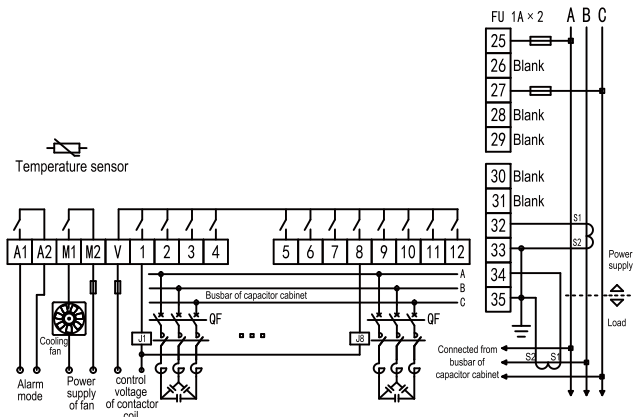 FU 1A×2 A B C
25
26 Blank
27
28 Blank
29 Blank
30 Blank
31 Blank
32 S1
33 S2
34
35
Power
supply
Load
S2 S1
Connected from
busbar of
capacitor cabinet
Temperature sensor
A1 A2 M1 M2 V 1 2 3 4 5 6 7 8 9 10 11 12
A
B
C
Busbar of capacitor cabinet
QF QF
Cooling
fan
J1 J8
Alarm
mode
Power
supply
of fan
control
voltage
of contactor
coil